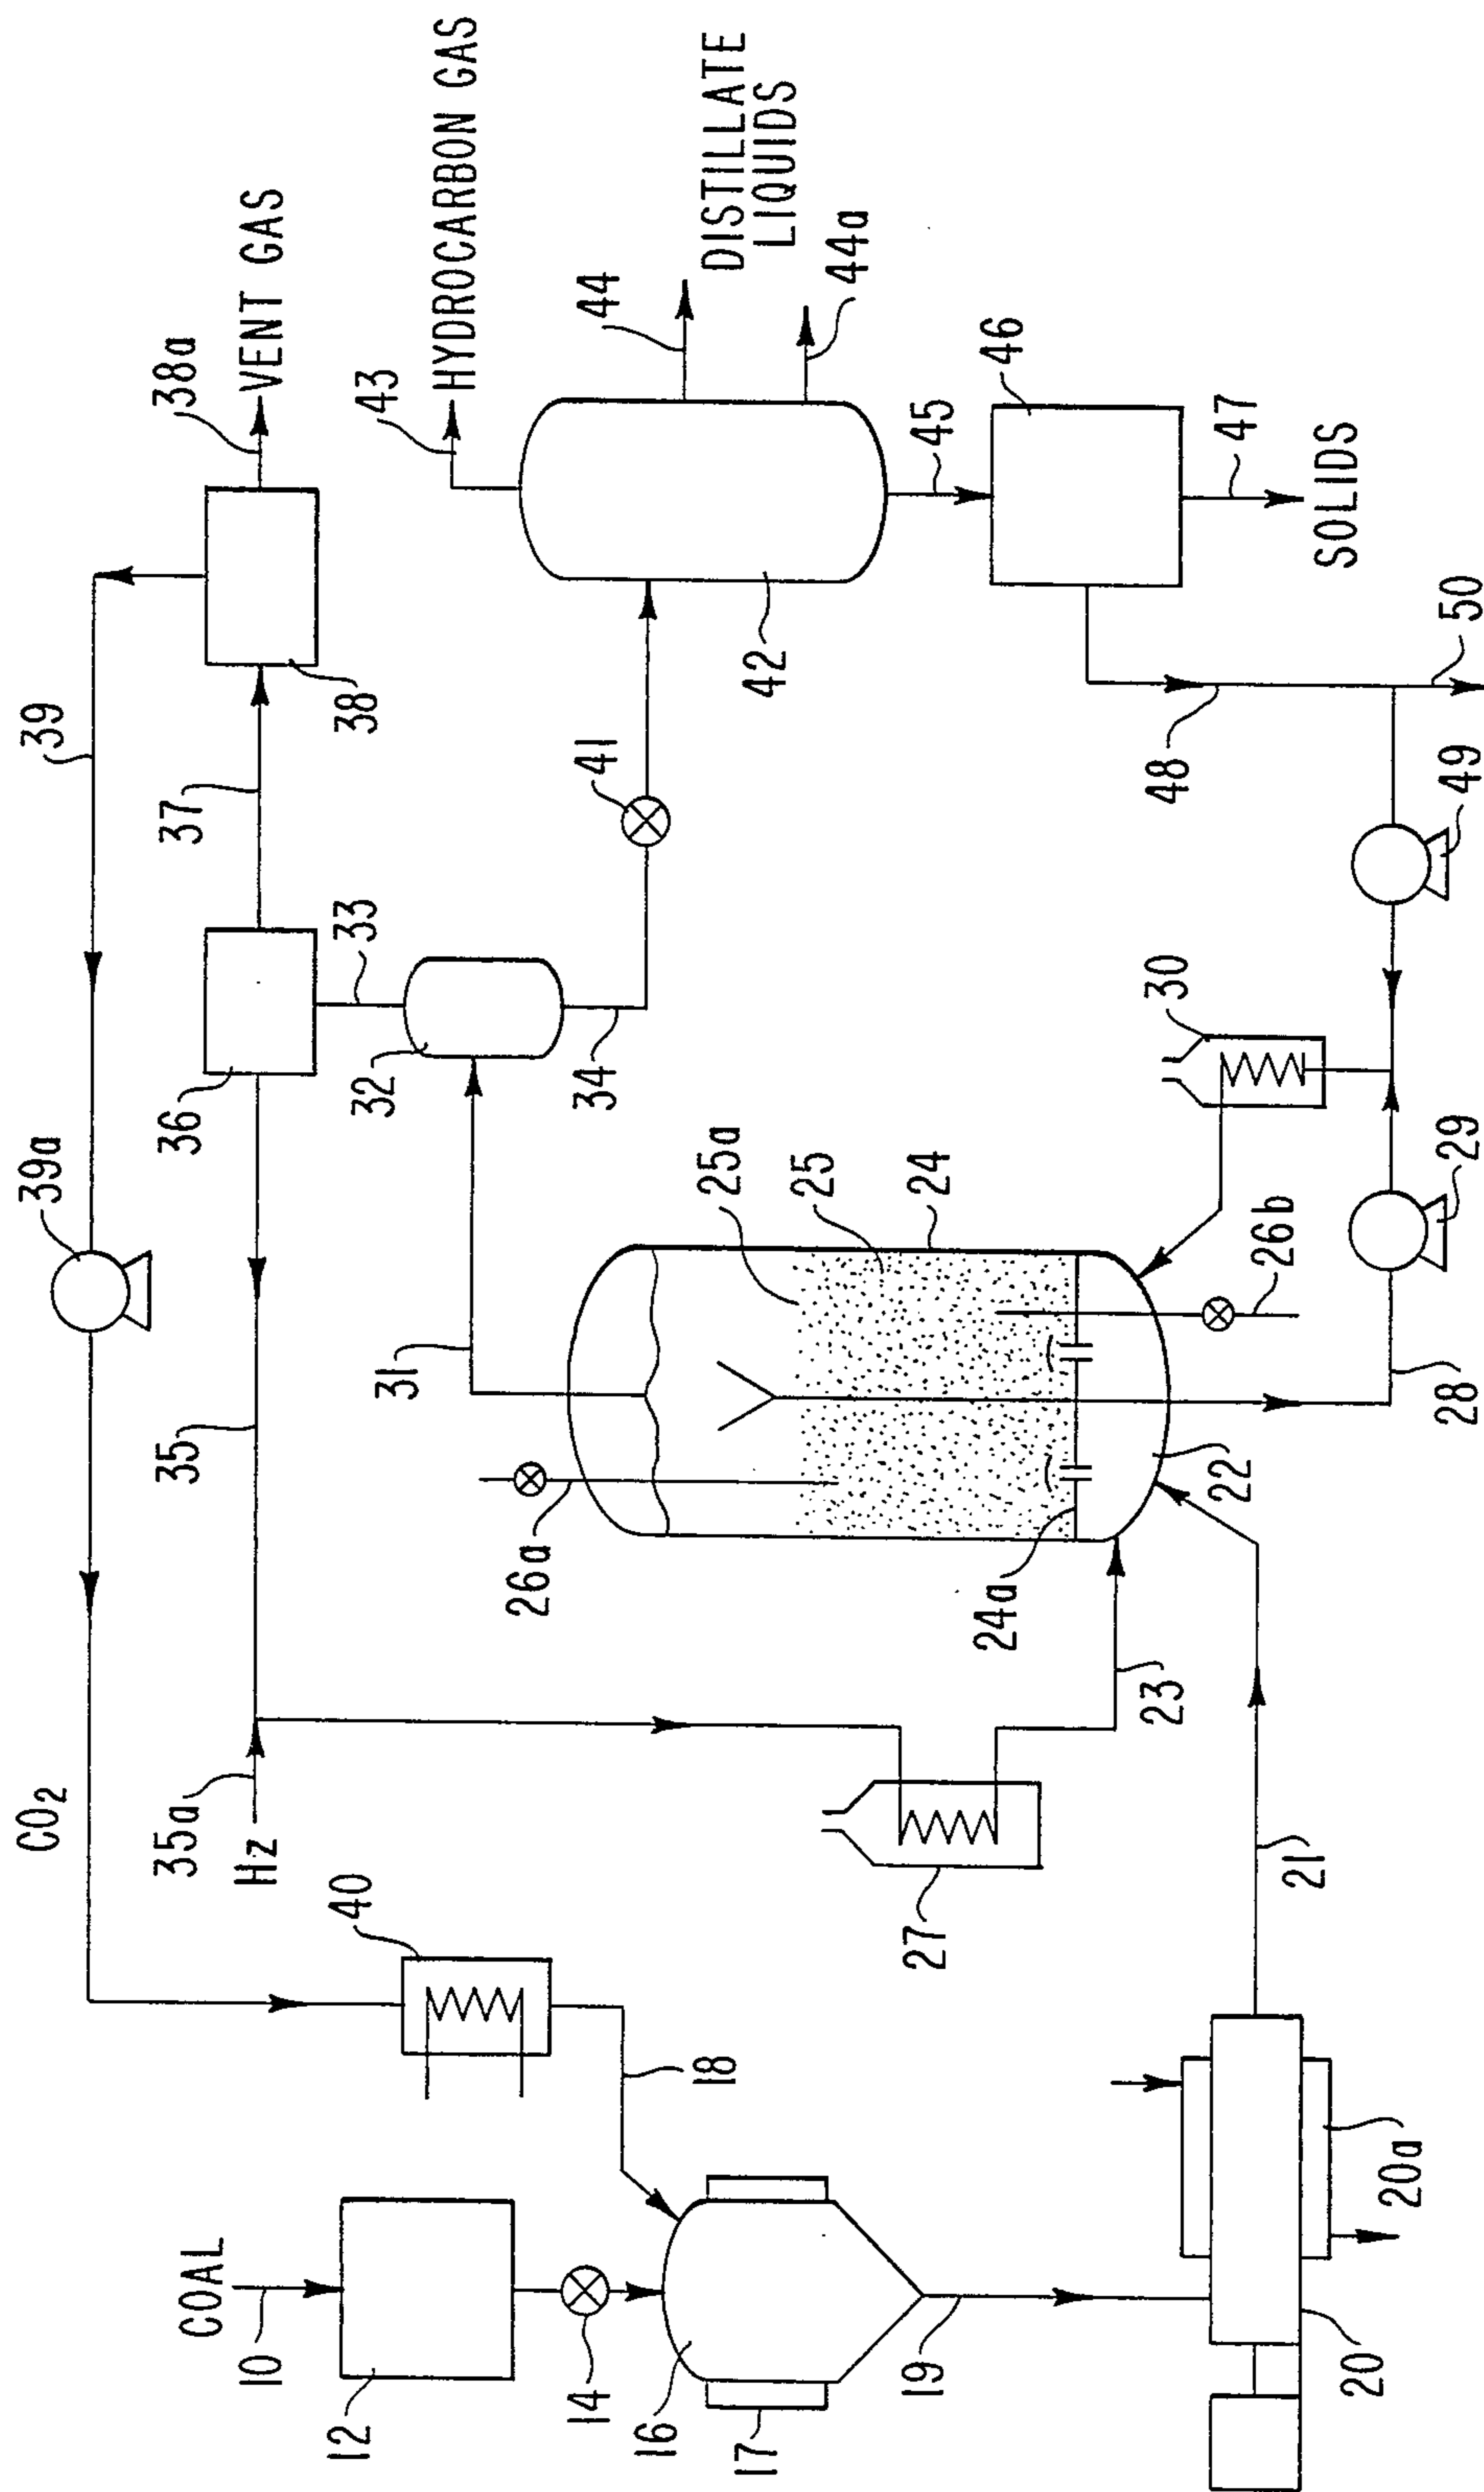 COAL
10
12
14
16
17
18
19
20
20a
21
CO2
40
35a
Hz
27
23
35
39a
39
26a
24a
22
31
25a
25
24
26b
28
29
30
49
36
33
32
34
37
38
38a
VENT GAS
41
42
43
HYDROCARBON GAS
44
DISTILLATE
LIQUIDS
44a
45
46
47
SOLIDS
48
50